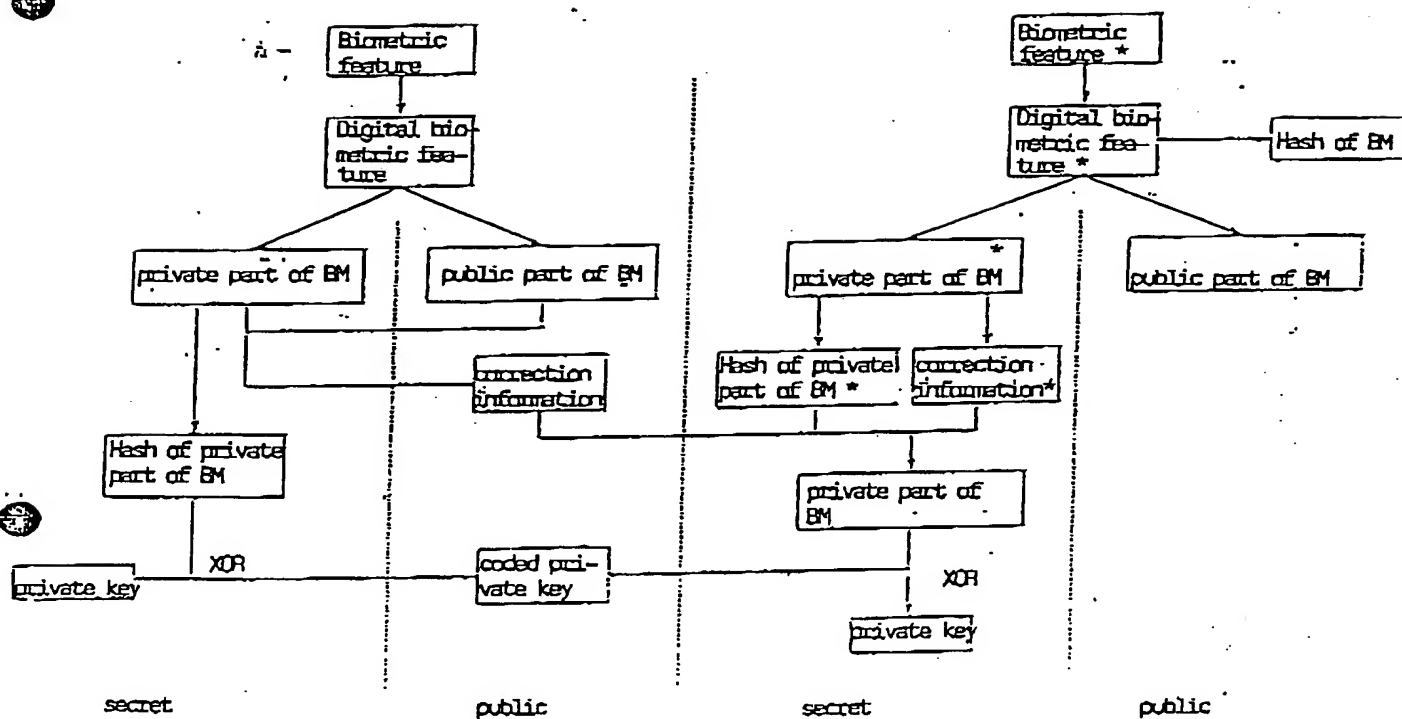 Biometric
feature
Digital bio-
metric fea-
ture
private part of BM
public part of BM
correction
information
Hash of private
part of BM
private key
XOR
coded pri-
vate key
secret
public
Biometric
feature *
Digital bio-
metric fea-
ture *
Hash of BM
*
private part of BM
public part of BM
Hash of private
part of BM *
correction
information*
private part of
BM
XOR
private key
secret
public